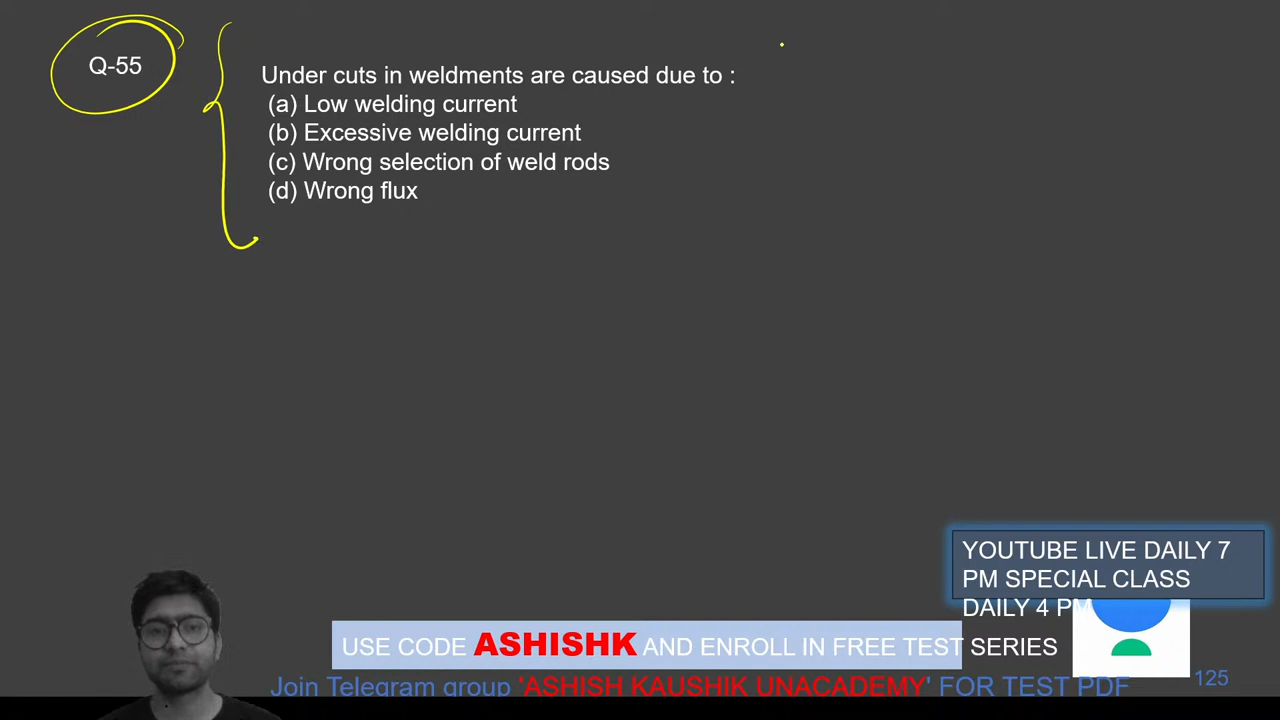 Q-55
Under cuts in weldments are caused due to :
(a) Low welding current
(b) Excessive welding current
(c) Wrong selection of weld rods
(d) Wrong flux
YOUTUBE LIVE DAILY 7
PM SPECIAL CLASS
DAILY 4 PM
USE CODE ASHISHK AND ENROLL IN FREE TEST SERIES
Join Telegram group 'ASHISH KAUSHIK UNACADEMY' FOR TEST PDF
125